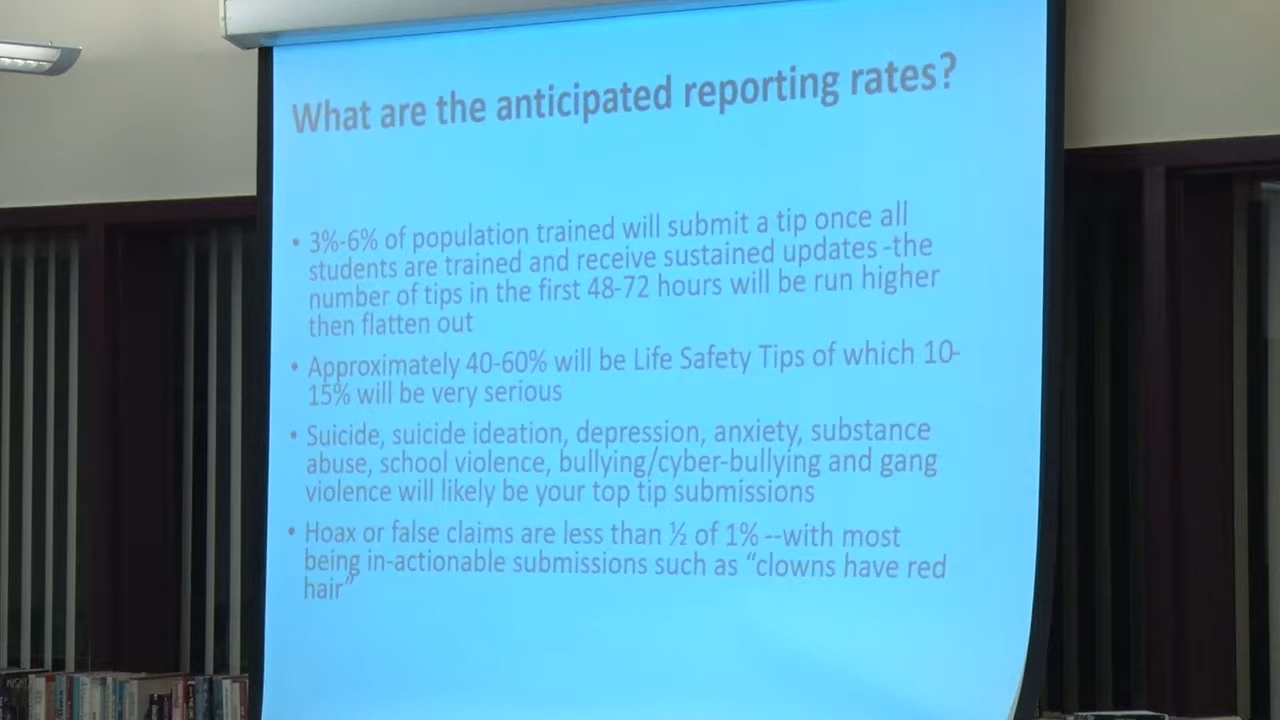 What are the anticipated reporting rates?
• 3%-6% of population trained will submit a tip once all
students are trained and receive sustained updates -the
number of tips in the first 48-72 hours will be run higher
then flatten out
• Approximately 40-60% will be Life Safety Tips of which 10-
15% will be very serious
• Suicide, suicide ideation, depression, anxiety, substance
abuse, school violence, bullying/cyber-bullying and gang
violence will likely be your top tip submissions
• Hoax or false claims are less than ½ of 1% --with most
being in-actionable submissions such as “clowns have red
hair”